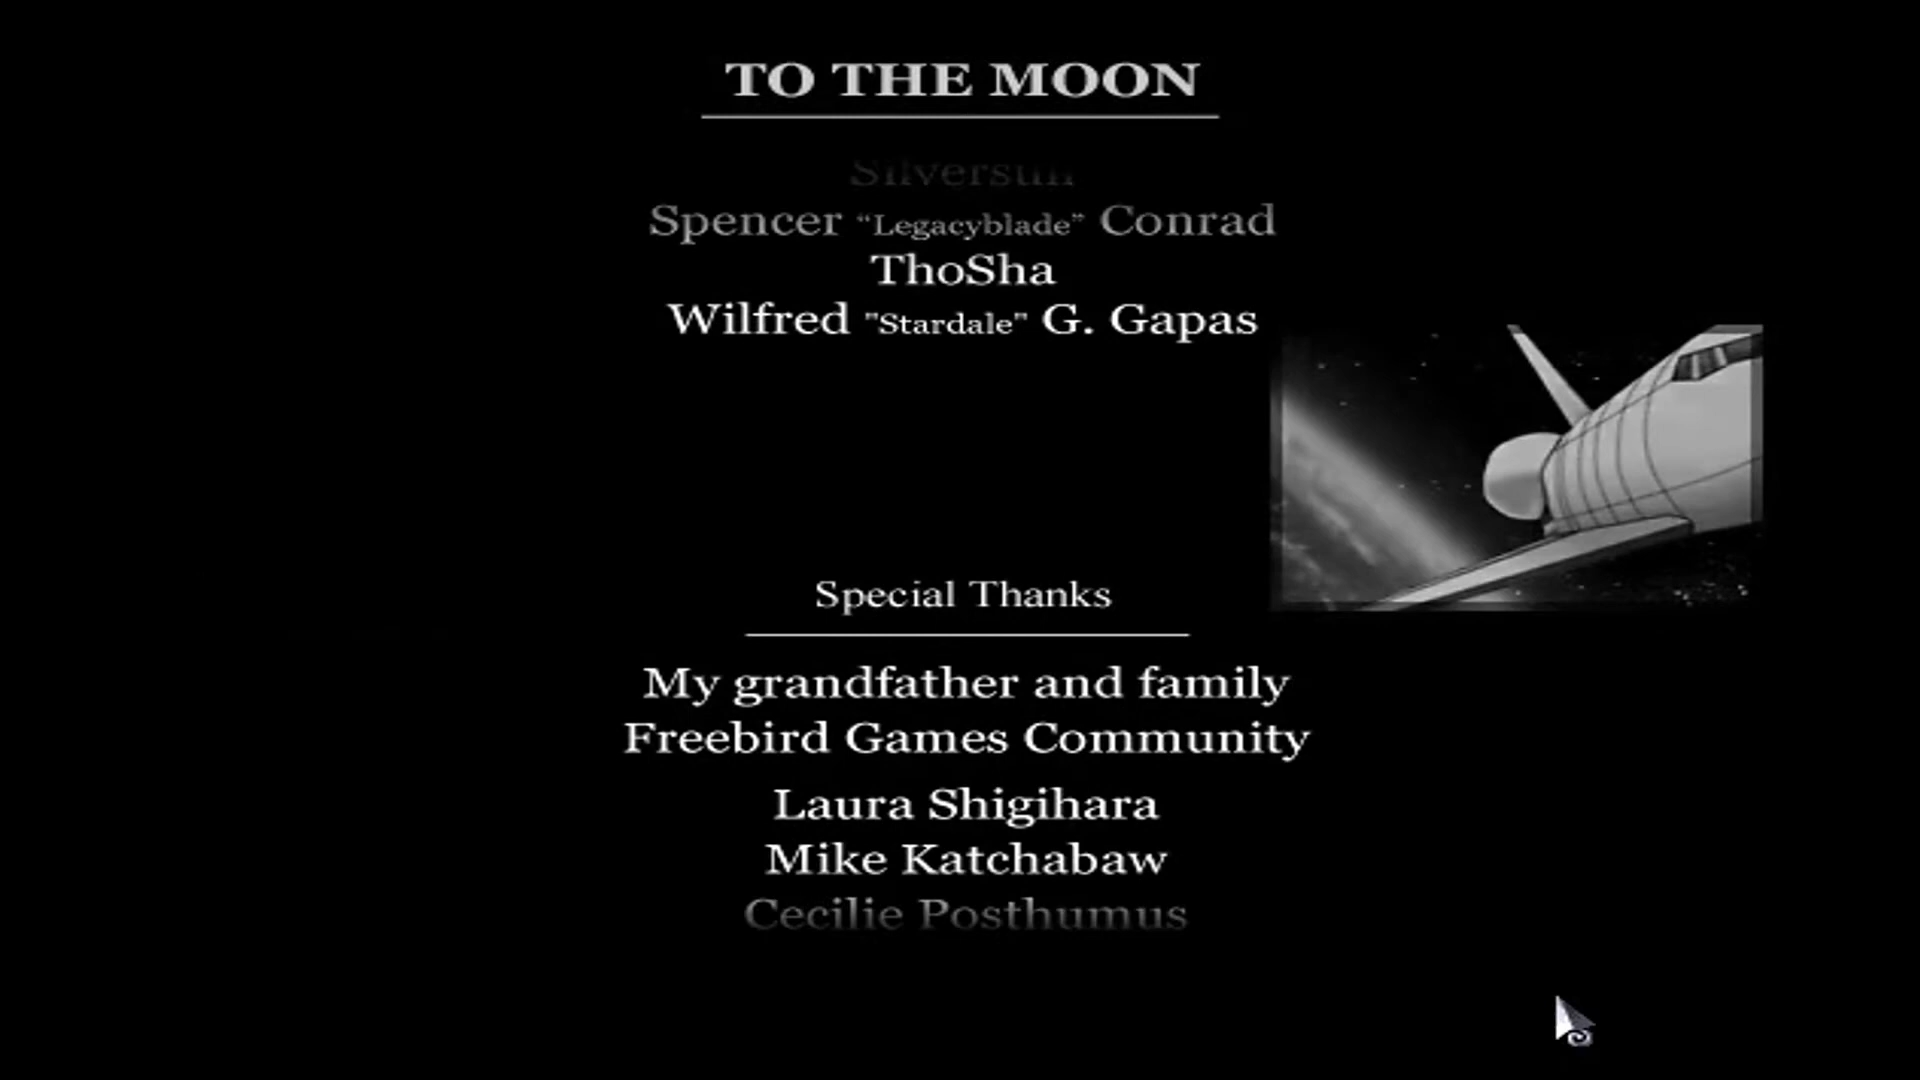 TO THE MOON
Silversun
Spencer “Legacyblade” Conrad
ThoSha
Wilfred "Stardale" G. Gapas
Special Thanks
My grandfather and family
Freebird Games Community
Laura Shigihara
Mike Katchabaw
Cecilie Posthumus